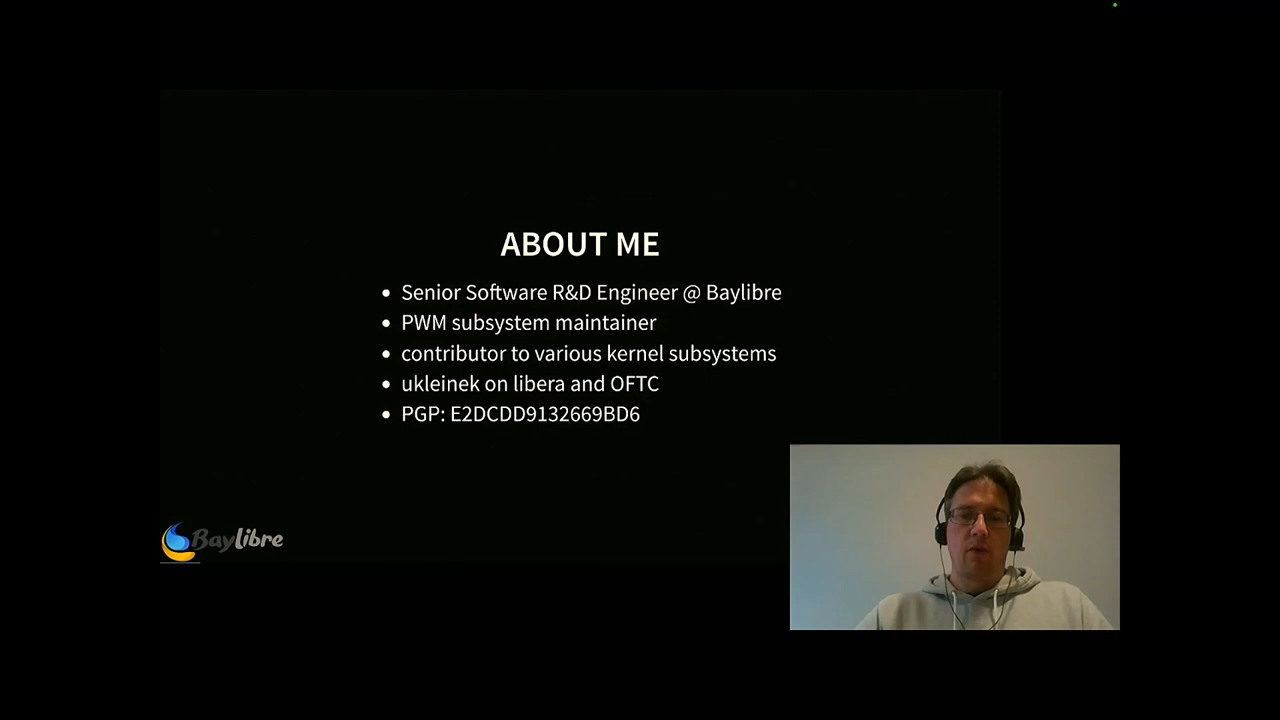 ABOUT ME
Senior Software R&D Engineer @ Baylibre
PWM subsystem maintainer
contributor to various kernel subsystems
ukleinek on libera and OFTC
PGP: E2DCDD9132669BD6
Baylibre